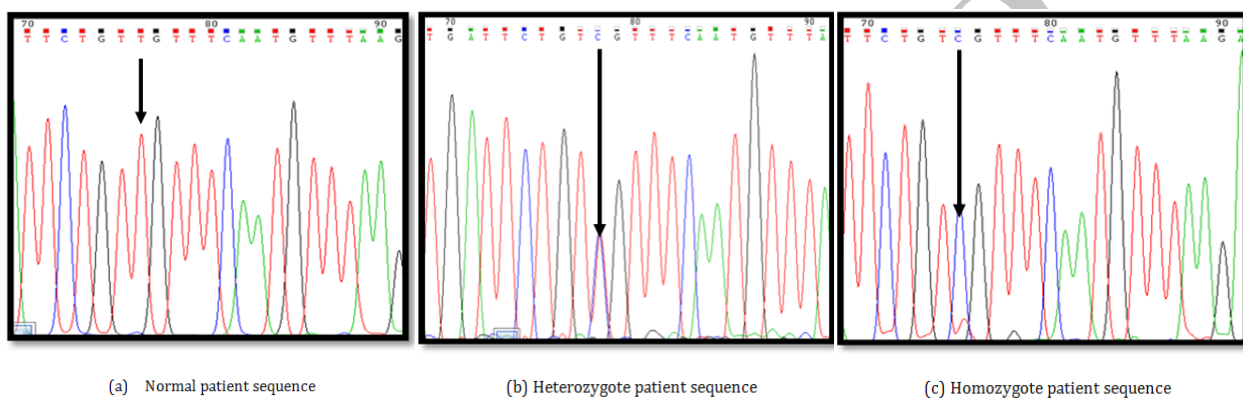 70 80 90
T T C T G T T G T T T C A A T G T T T A A G
70 80 90
T G A T T C T G T C G T T T C A A T G T T T A
70 80 90
T T C T G T C G T T T C A A T G T T T A A G A
(a) Normal patient sequence
(b) Heterozygote patient sequence
(c) Homozygote patient sequence